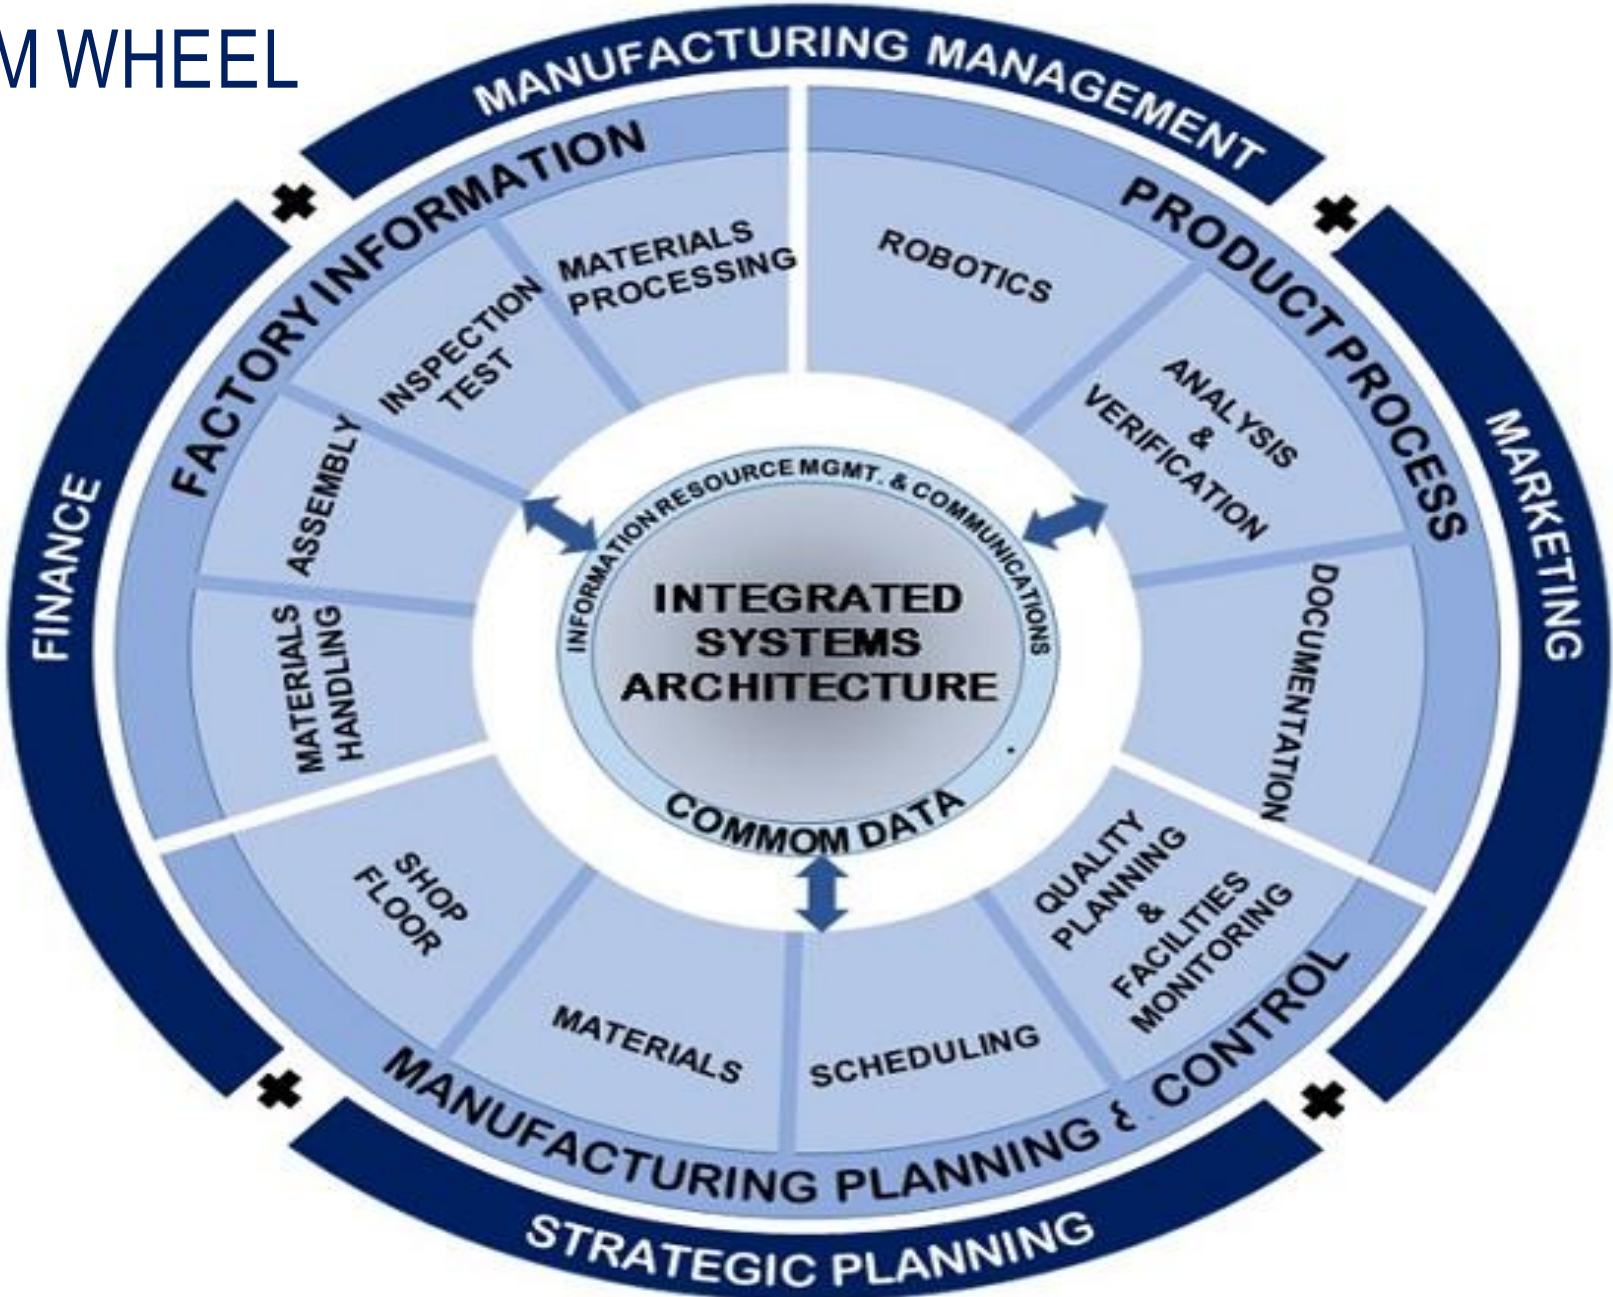 M WHEEL
MANUFACTURING MANAGEMENT
MARKETING
STRATEGIC PLANNING
FINANCE
FACTORY INFORMATION
MATERIALS
PROCESSING
INSPECTION
TEST
ASSEMBLY
MATERIALS
HANDLING
PRODUCT PROCESS
ROBOTICS
ANALYSIS
&
VERIFICATION
DOCUMENTATION
MANUFACTURING PLANNING & CONTROL
SHOP
FLOOR
MATERIALS
SCHEDULING
QUALITY
PLANNING
&
FACILITIES
MONITORING
INFORMATION RESOURCE MGMT. & COMMUNICATIONS
INTEGRATED
SYSTEMS
ARCHITECTURE
COMMOM DATA